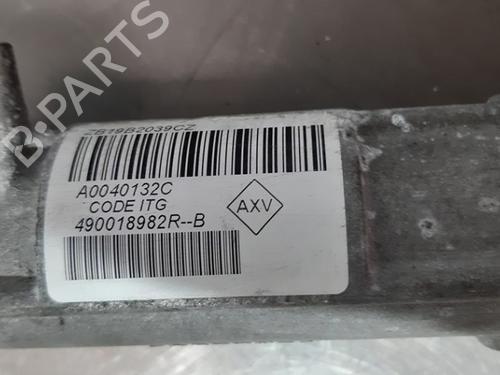 B-PARTS
ZB19B2039CZ
A0040132C
CODE ITG
490018982R--B
AXV